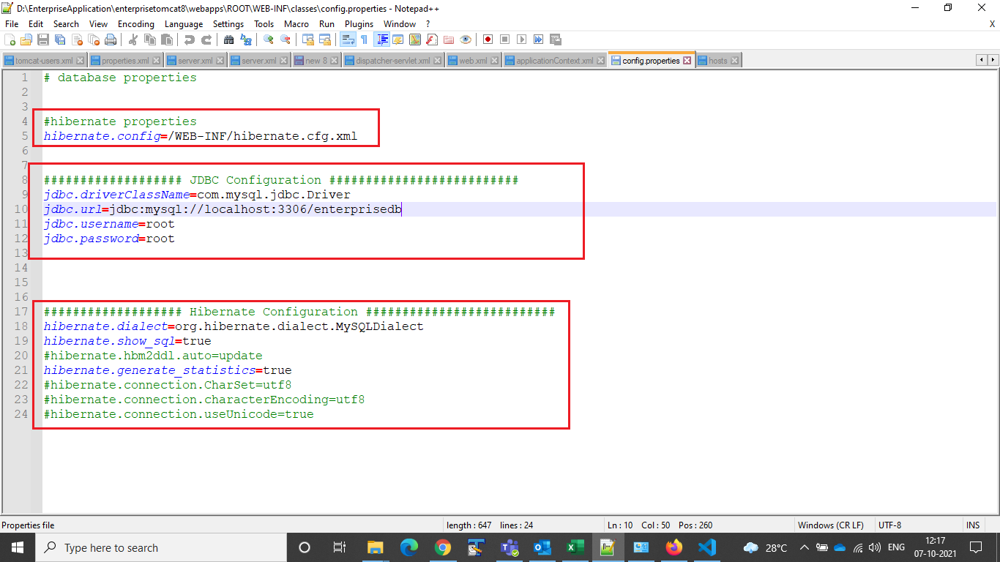 D:\EnterpriseApplication\enterprisetomcat8\webapps\ROOT\WEB-INF\classes\config.properties - Notepad++
File Edit Search View Encoding Language Settings Tools Macro Run Plugins Window ? X
tomcat-users.xml properties.xml server.xml server.xml new 8 dispatcher-servlet.xml web.xml applicationContext.xml config.properties hosts
1 # database properties
2
3
4 #hibernate properties
5 hibernate.config=/WEB-INF/hibernate.cfg.xml
6
7
8 ################### JDBC Configuration ##########################
9 jdbc.driverClassName=com.mysql.jdbc.Driver
10 jdbc.url=jdbc:mysql://localhost:3306/enterprisedb
11 jdbc.username=root
12 jdbc.password=root
13
14
15
16
17 ################### Hibernate Configuration ##########################
18 hibernate.dialect=org.hibernate.dialect.MySQLDialect
19 hibernate.show_sql=true
20 #hibernate.hbm2ddl.auto=update
21 hibernate.generate_statistics=true
22 #hibernate.connection.CharSet=utf8
23 #hibernate.connection.characterEncoding=utf8
24 #hibernate.connection.useUnicode=true
Properties file length : 647 lines : 24 Ln : 10 Col : 50 Pos : 260 Windows (CR LF) UTF-8 INS
Type here to search 28°C ENG 12:17
07-10-2021